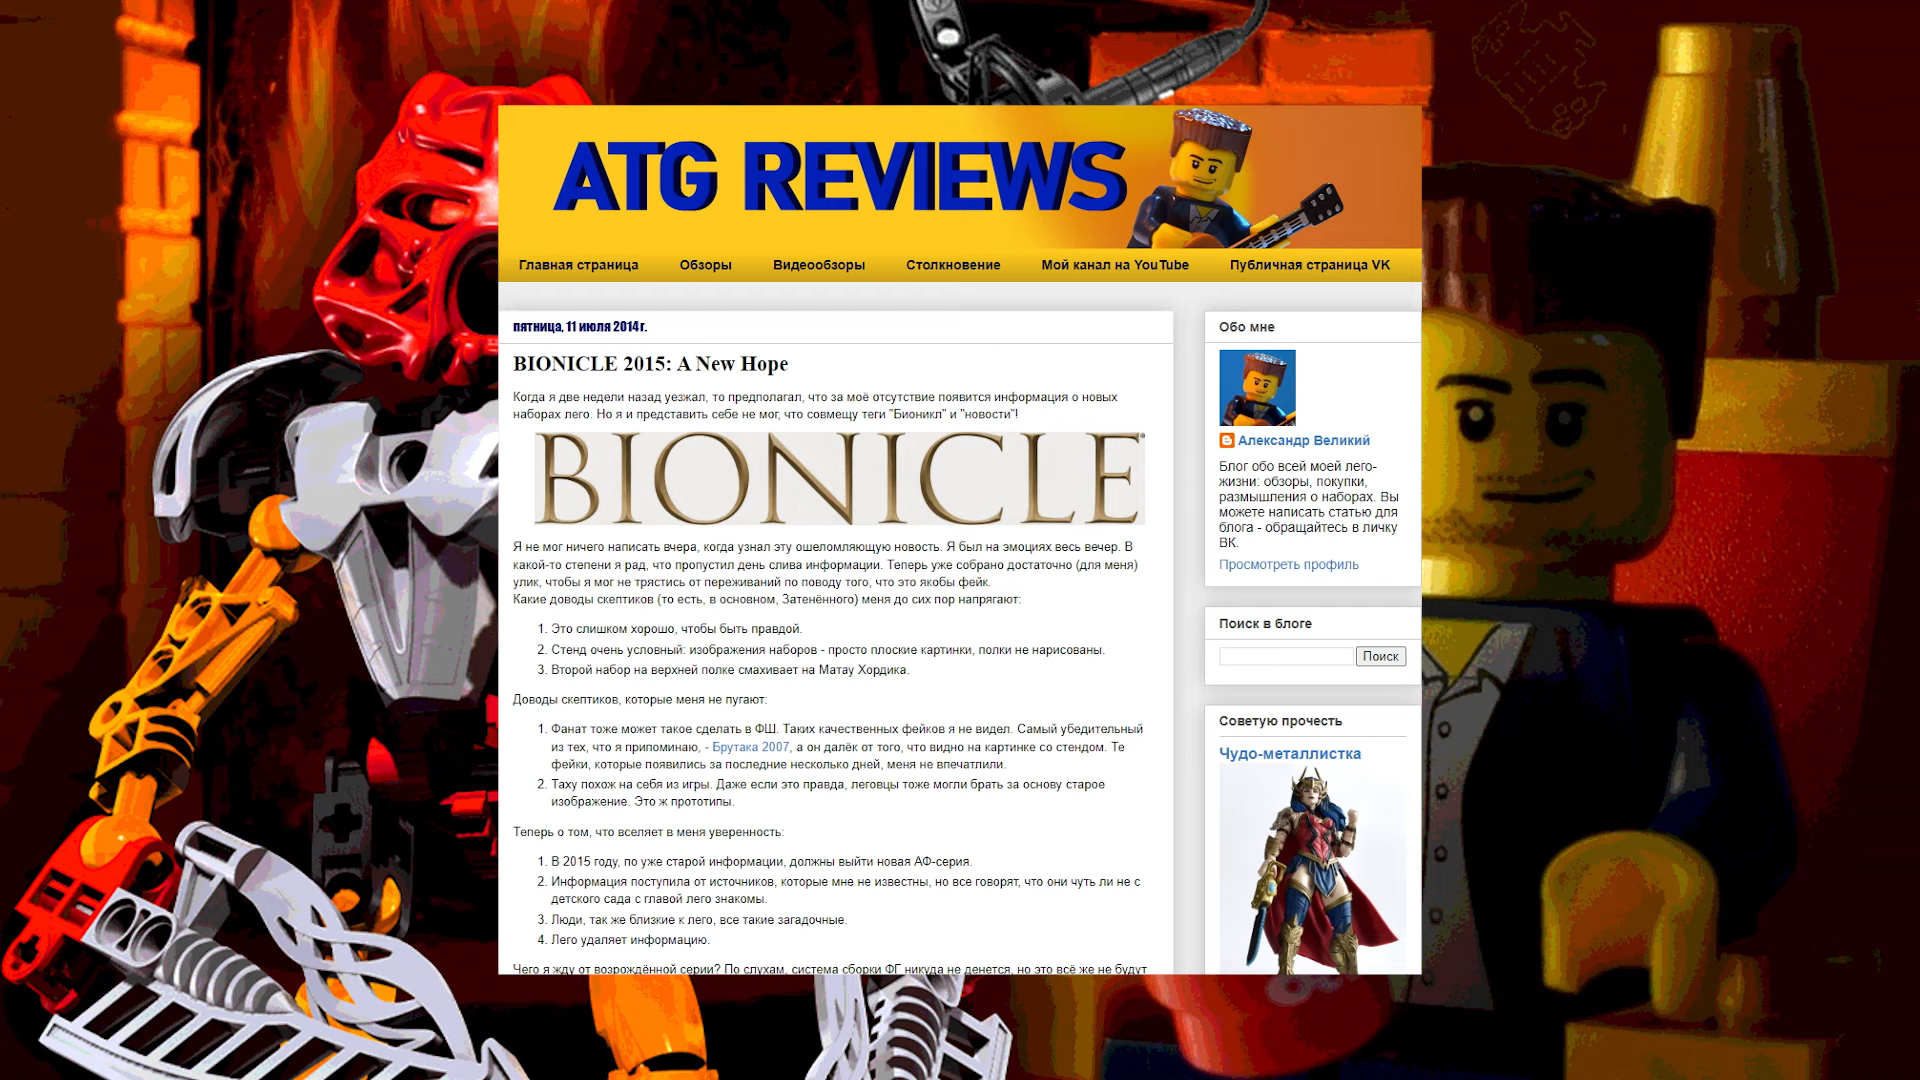 ATG REVIEWS
Главная страница Обзоры Видеообзоры Столкновение Мой канал на YouTube Публичная страница VK
пятница, 11 июля 2014 г.
BIONICLE 2015: A New Hope
Когда я две недели назад уезжал, то предполагал, что за моё отсутствие появится информация о новых
наборах лего. Но я и представить себе не мог, что совмещу теги "Бионикл" и "новости"!
BIONICLE®
Я не мог ничего написать вчера, когда узнал эту ошеломляющую новость. Я был на эмоциях весь вечер. В
какой-то степени я рад, что пропустил день слива информации. Теперь уже собрано достаточно (для меня)
улик, чтобы я мог не трястись от переживаний по поводу того, что это якобы фейк.
Какие доводы скептиков (то есть, в основном, Затенённого) меня до сих пор напрягают:
1. Это слишком хорошо, чтобы быть правдой.
2. Стенд очень условный: изображения наборов - просто плоские картинки, полки не нарисованы.
3. Второй набор на верхней полке смахивает на Матау Хордика.
Доводы скептиков, которые меня не пугают:
1. Фанат тоже может такое сделать в ФШ. Таких качественных фейков я не видел. Самый убедительный
из тех, что я припоминаю, - Брутака 2007, а он далёк от того, что видно на картинке со стендом. Те
фейки, которые появились за последние несколько дней, меня не впечатлили.
2. Таху похож на себя из игры. Даже если это правда, леговцы тоже могли брать за основу старое
изображение. Это ж прототипы.
Теперь о том, что вселяет в меня уверенность:
1. В 2015 году, по уже старой информации, должны выйти новая АФ-серия.
2. Информация поступила от источников, которые мне не известны, но все говорят, что они чуть ли не с
детского сада с главой лего знакомы.
3. Люди, так же близкие к лего, все такие загадочные.
4. Лего удаляет информацию.
Чего я жду от возрождённой серии? По слухам, система сборки ФГ никуда не денется, но это всё же не будут
Обо мне
Александр Великий
Блог обо всей моей лего-
жизни: обзоры, покупки,
размышления о наборах. Вы
можете написать статью для
блога - обращайтесь в личку
ВК.
Просмотреть профиль
Поиск в блоге
Поиск
Советую прочесть
Чудо-металлистка